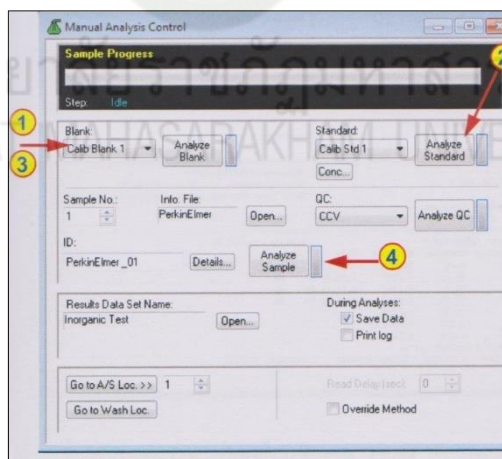 Manual Analysis Control
Sample Progress
Step: Idle
1
2
3
Blank:
Calib Blank 1
Analyze Blank
Standard:
Calib Std 1
Analyze Standard
Conc...
Sample No.:
1
Info. File:
PerkinElmer
Open...
QC:
CCV
Analyze QC
ID:
PerkinElmer_01
Details...
Analyze Sample
4
Results Data Set Name:
Inorganic Test
Open...
During Analyses:
Save Data
Print log
Go to A/S Loc. >>
1
Read Delay (sec):
0
Go to Wash Loc.
Override Method
MAHASARAKHAM